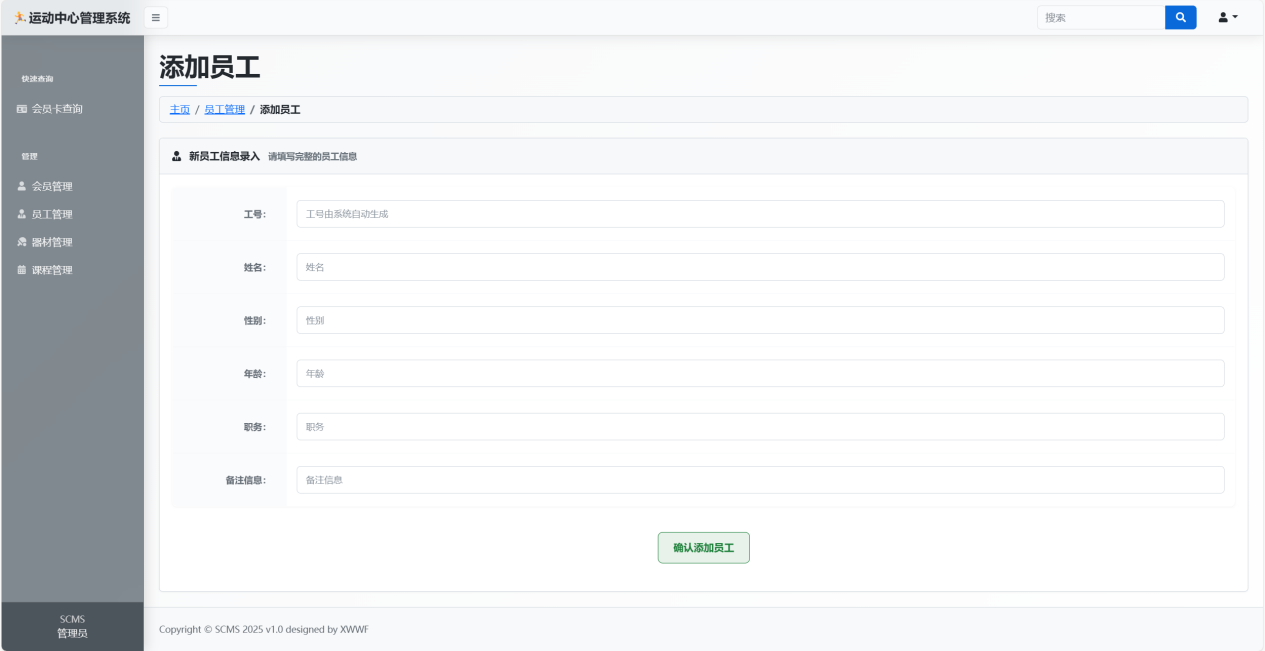 运动中心管理系统
搜索
快速查询
会员卡查询
管理
会员管理
员工管理
器材管理
课程管理
SCMS
管理员
添加员工
主页 / 员工管理 / 添加员工
新员工信息录入 请填写完整的员工信息
工号: 工号由系统自动生成
姓名: 姓名
性别: 性别
年龄: 年龄
职务: 职务
备注信息: 备注信息
确认添加员工
Copyright © SCMS 2025 v1.0 designed by XWWF